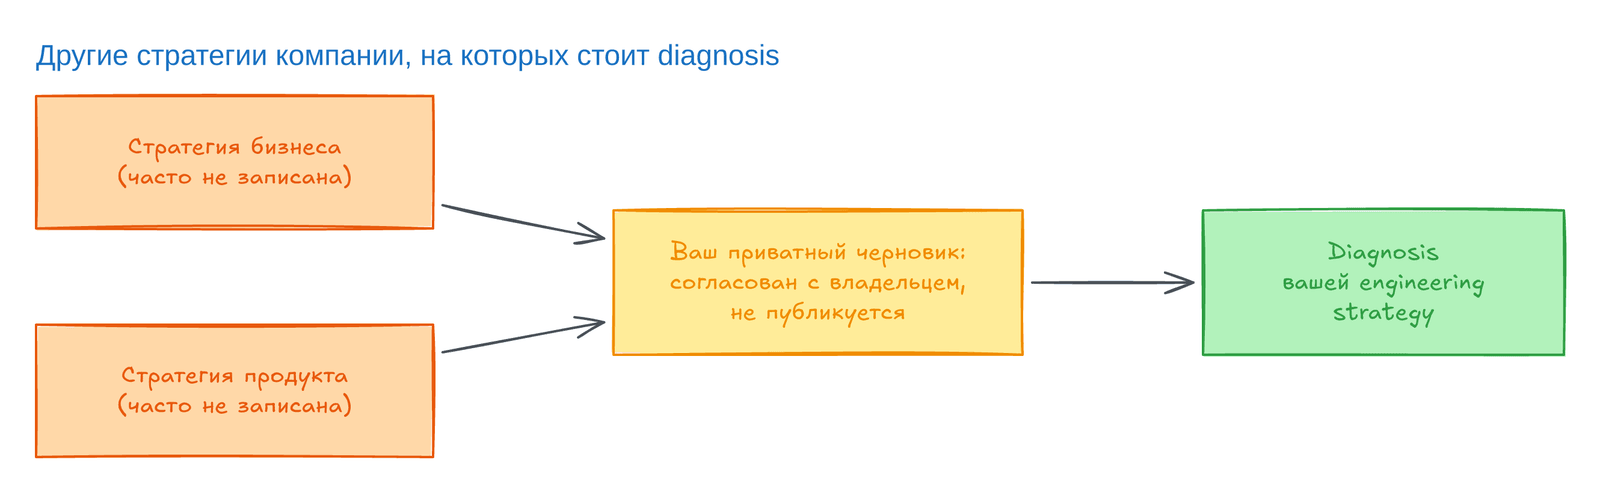 Другие стратегии компании, на которых стоит diagnosis
Стратегия бизнеса
(часто не записана)
Ваш приватный черновик:
согласован с владельцем,
не публикуется
Diagnosis
вашей engineering
strategy
Стратегия продукта
(часто не записана)